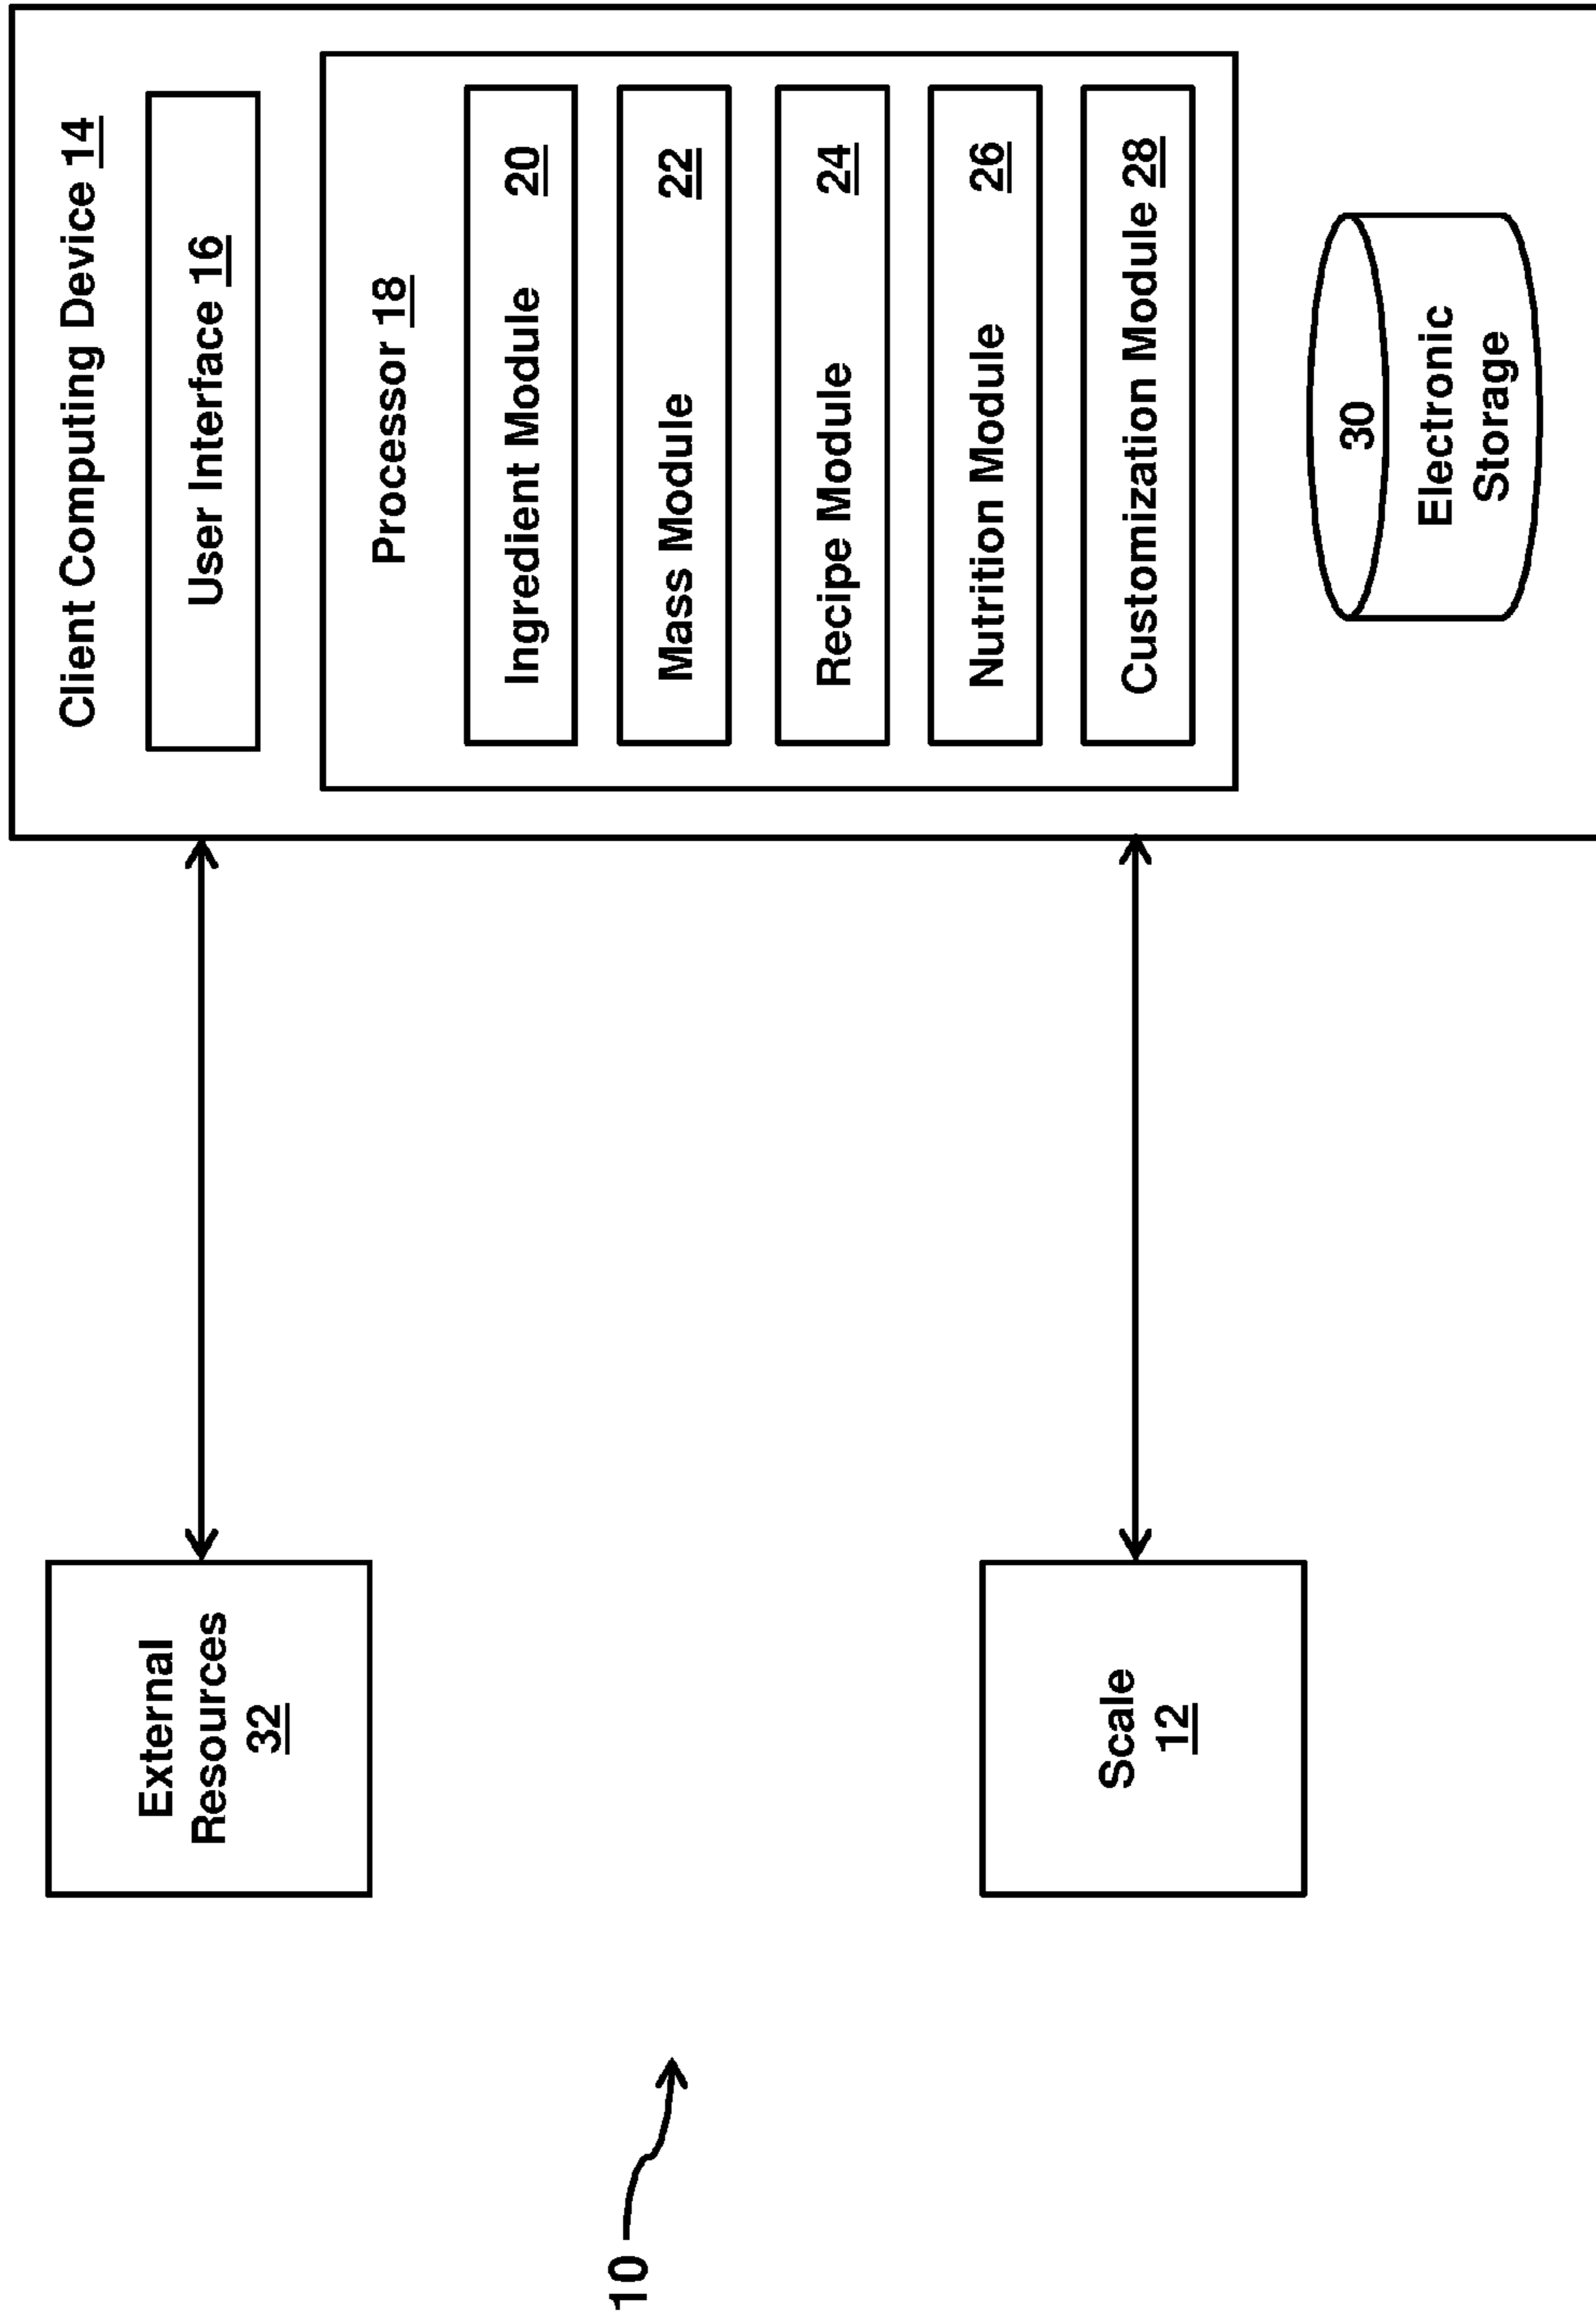 10
External
Resources
32
Scale
12
Client Computing Device 14
User Interface 16
Processor 18
Ingredient Module 20
Mass Module 22
Recipe Module 24
Nutrition Module 26
Customization Module 28
30
Electronic
Storage